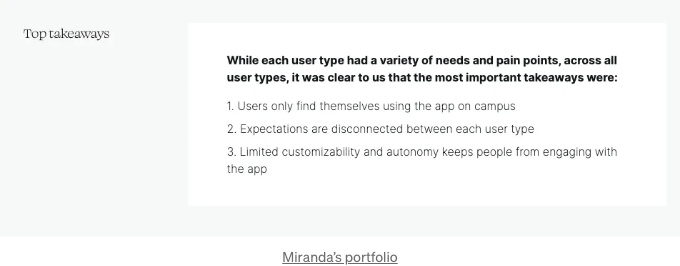 Top takeaways
While each user type had a variety of needs and pain points, across all
user types, it was clear to us that the most important takeaways were:
1. Users only find themselves using the app on campus
2. Expectations are disconnected between each user type
3. Limited customizability and autonomy keeps people from engaging with
the app
Miranda’s portfolio